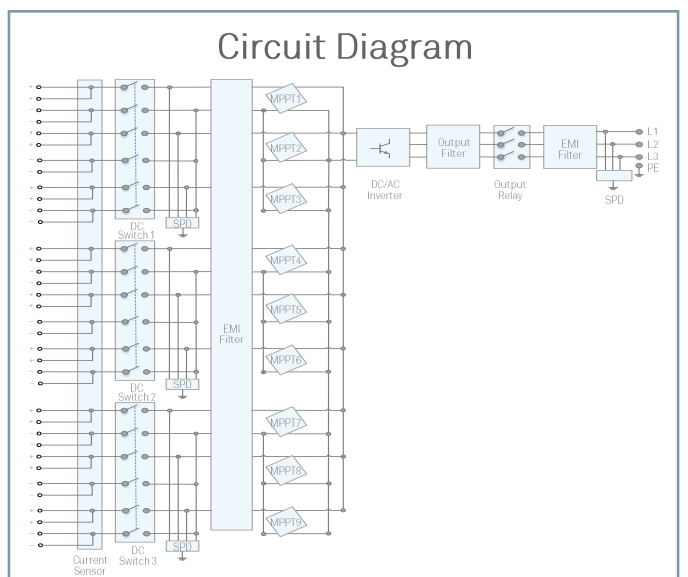 Circuit Diagram
MPPT1
MPPT2
MPPT3
MPPT4
MPPT5
MPPT6
MPPT7
MPPT8
MPPT9
SPD
DC
Switch 1
SPD
DC
Switch 2
SPD
DC
Switch 3
Current
Sensor
EMI
Filter
DC/AC
Inverter
Output
Filter
Output
Relay
EMI
Filter
L1
L2
L3
PE
SPD